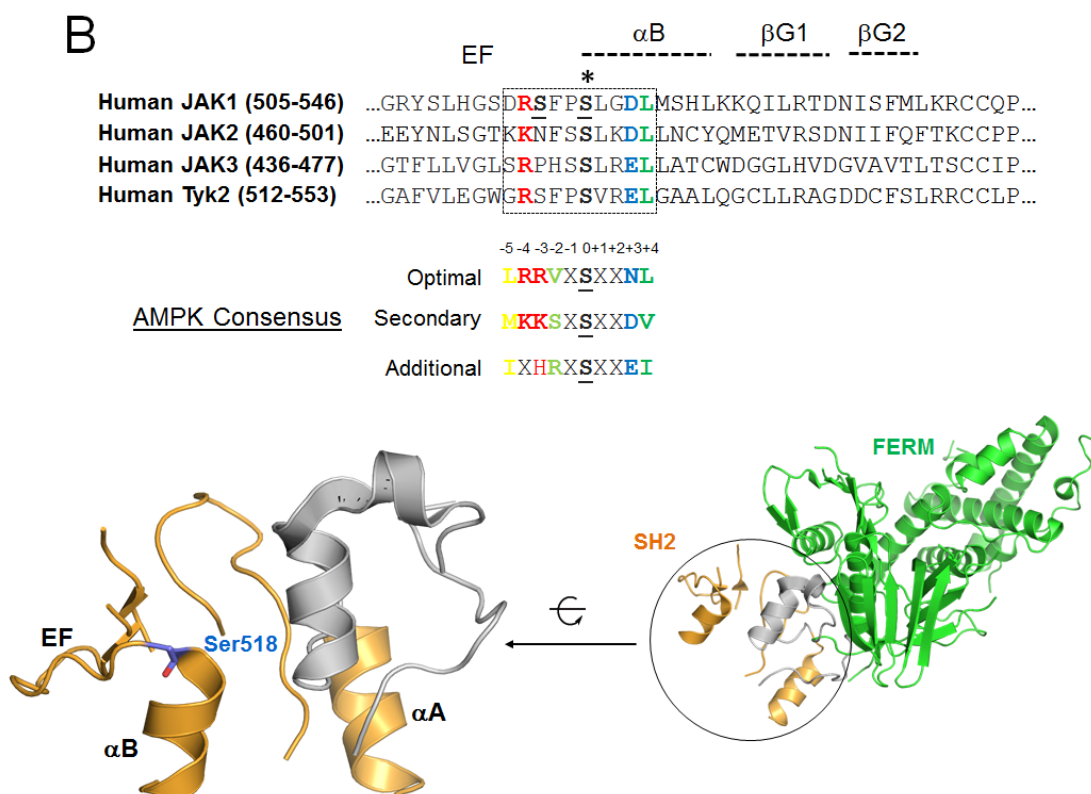 B
EF
αB
βG1
βG2
*
Human JAK1 (505-546) ...GRYSLHGSDRSFPSLGDLMSHLKKQILRTDNISFMLKRCCQP...
Human JAK2 (460-501) ...EEYNLSGTKKNFSSLKDLLNCYQMETVRSDNIIFQFTKCCPP...
Human JAK3 (436-477) ...GTFLLVGLSRPHSSLRELLATCWDGGLHVDGVAVTLTSCCIP...
Human Tyk2 (512-553) ...GAFVLEGWGRSFPSVRELGAALQGCLLRAGDDCFSLRRCCLP...
-5 -4 -3 -2 -1 0+1+2+3+4
Optimal LRRVXSXXNL
AMPK Consensus Secondary MKKSXSXXDV
Additional IXHRXSXXEI
FERM
SH2
EF
Ser518
αB
αA